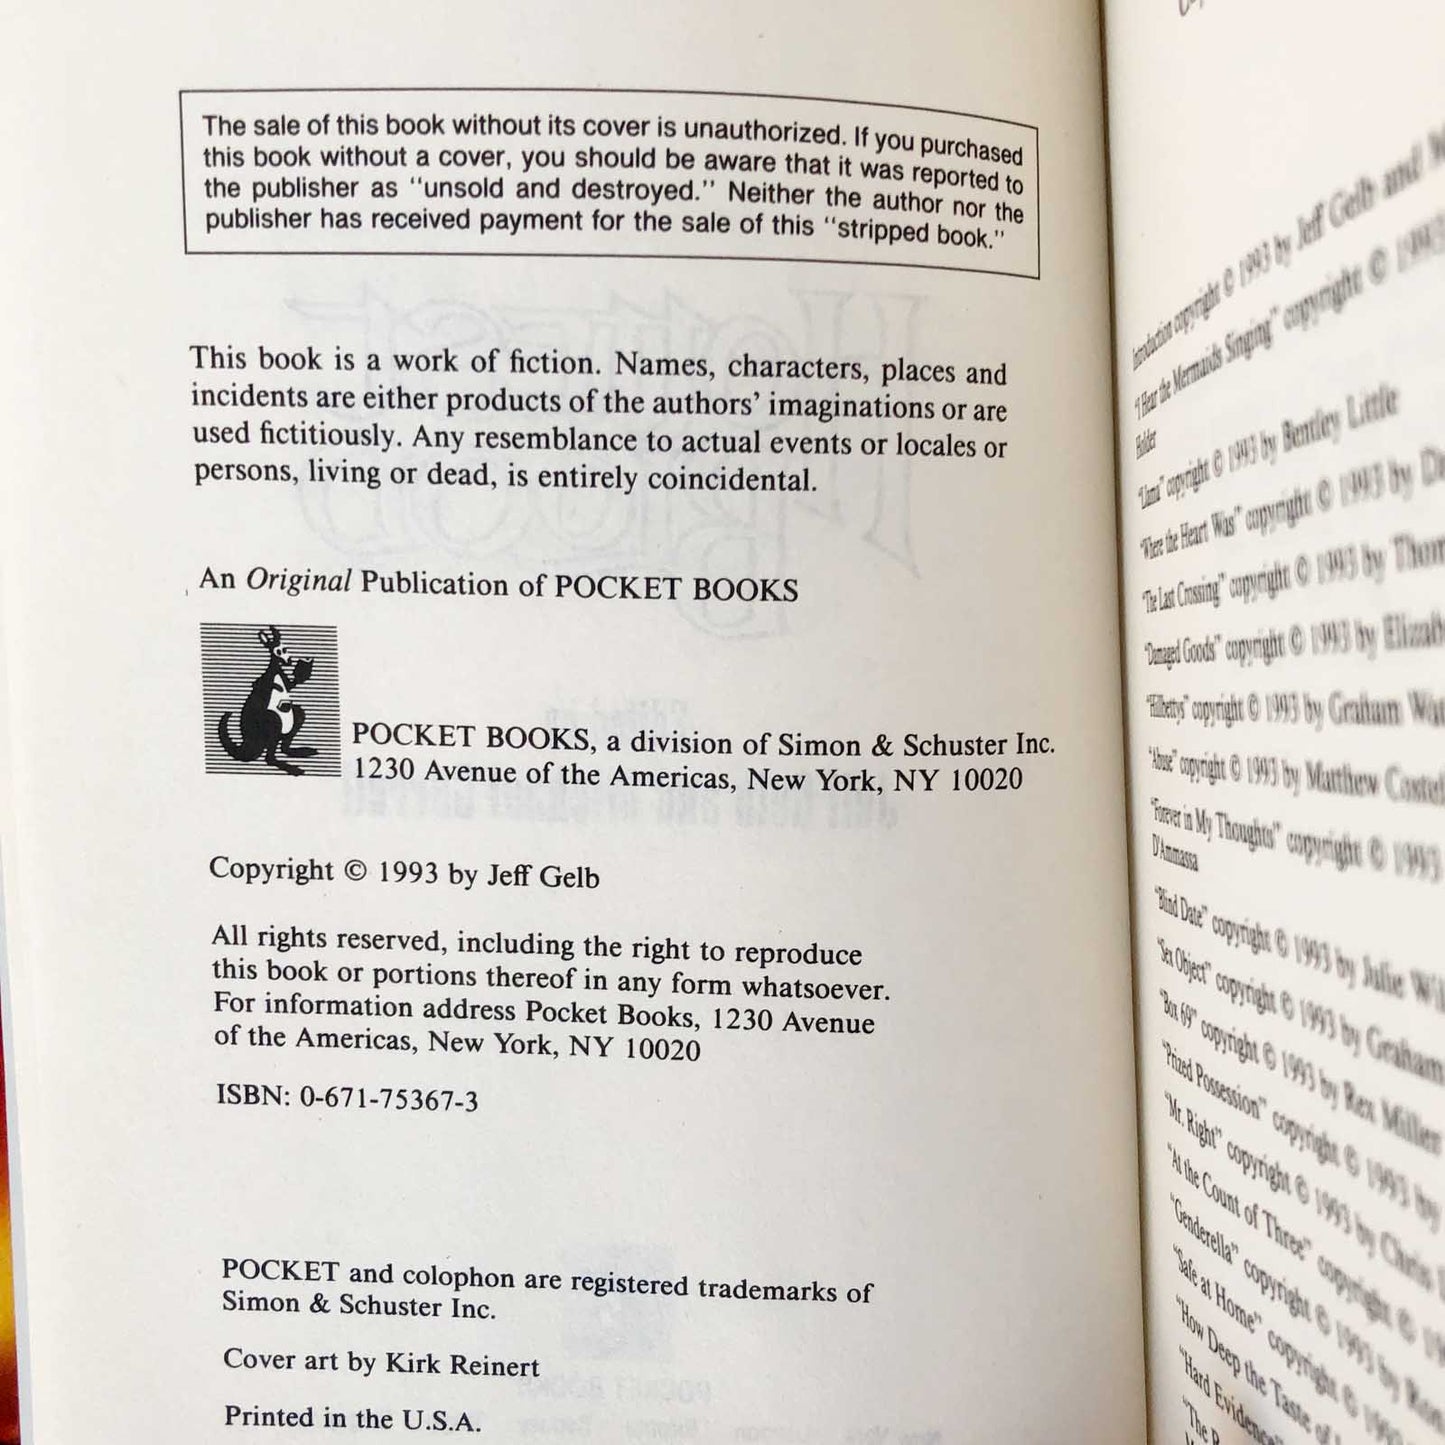 The sale of this book without its cover is unauthorized. If you purchased
this book without a cover, you should be aware that it was reported to
the publisher as "unsold and destroyed." Neither the author nor the
publisher has received payment for the sale of this "stripped book."
This book is a work of fiction. Names, characters, places and
incidents are either products of the authors' imaginations or are
used fictitiously. Any resemblance to actual events or locales or
persons, living or dead, is entirely coincidental.
An Original Publication of POCKET BOOKS
POCKET BOOKS, a division of Simon & Schuster Inc.
1230 Avenue of the Americas, New York, NY 10020
Copyright © 1993 by Jeff Gelb
All rights reserved, including the right to reproduce
this book or portions thereof in any form whatsoever.
For information address Pocket Books, 1230 Avenue
of the Americas, New York, NY 10020
ISBN: 0-671-75367-3
POCKET and colophon are registered trademarks of
Simon & Schuster Inc.
Cover art by Kirk Reinert
Printed in the U.S.A.
Introduction copyright © 1993 by Jeff Gelb and
"I Hear the Mermaids Singing" copyright © 1993
Holder
"Llama" copyright © 1993 by Bentley Little
"Where the Heart Was" copyright © 1993 by
"The Last Crossing" copyright © 1993 by
"Damaged Goods" copyright © 1993 by
"Hillbettys" copyright © 1993 by Graham
"Abuse" copyright © 1993 by Matthew
"Forever in My Thoughts" copyright © 1993
D'Ammassa
"Blind Date" copyright © 1993 by Julie
"Sex Object" copyright © 1993 by Graham
"Box 69" copyright © 1993 by Rex Miller
"Prized Possession" copyright © 1993 by
"Mr. Right" copyright © 1993 by Chris
"At the Count of Three" copyright ©
"Genderella" copyright © 1993 by Ron
"Safe at Home" copyright © 1993
"How Deep the Taste of
"Hard Evidence"
"The